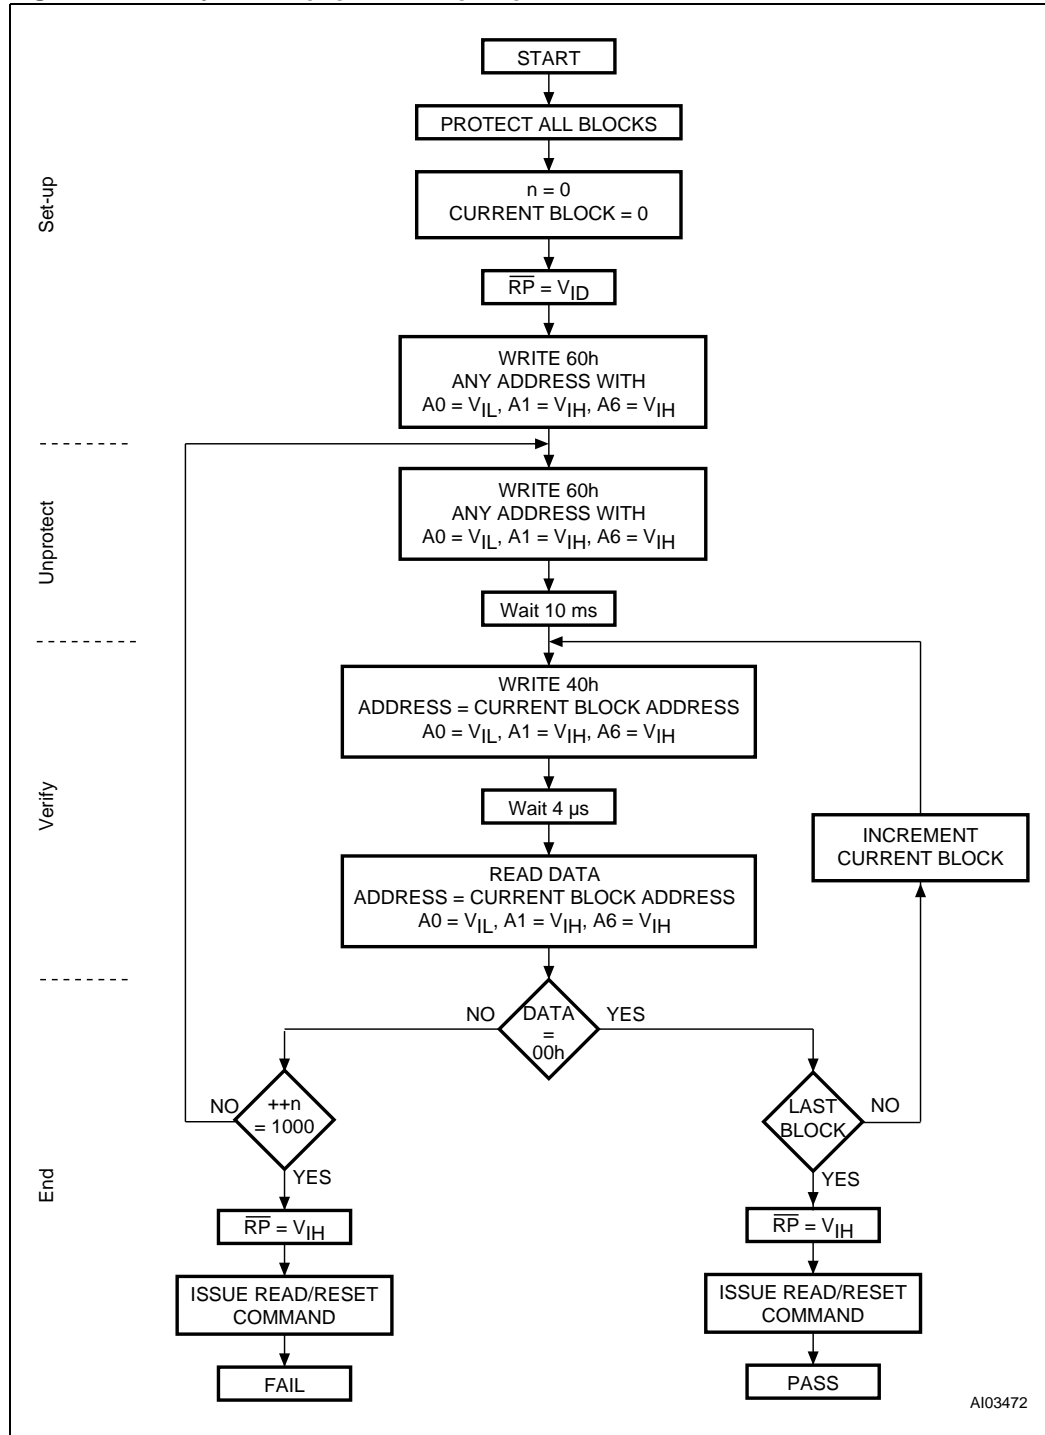 START
PROTECT ALL BLOCKS
n = 0
CURRENT BLOCK = 0
Set-up
RP = VID
WRITE 60h
ANY ADDRESS WITH
A0 = VIL, A1 = VIH, A6 = VIH
WRITE 60h
ANY ADDRESS WITH
A0 = VIL, A1 = VIH, A6 = VIH
Unprotect
Wait 10 ms
WRITE 40h
ADDRESS = CURRENT BLOCK ADDRESS
A0 = VIL, A1 = VIH, A6 = VIH
Verify
Wait 4 µs
INCREMENT
CURRENT BLOCK
READ DATA
ADDRESS = CURRENT BLOCK ADDRESS
A0 = VIL, A1 = VIH, A6 = VIH
NO
DATA
=
00h
YES
NO
++n
= 1000
YES
LAST
BLOCK
NO
YES
End
RP = VIH
ISSUE READ/RESET
COMMAND
FAIL
RP = VIH
ISSUE READ/RESET
COMMAND
PASS
AI03472